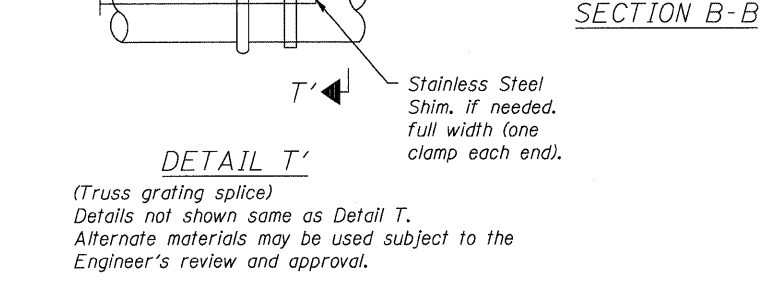 SECTION B-B
T'
Stainless Steel
Shim. if needed.
full width (one
clamp each end).
DETAIL T'
(Truss grating splice)
Details not shown same as Detail T.
Alternate materials may be used subject to the
Engineer's review and approval.